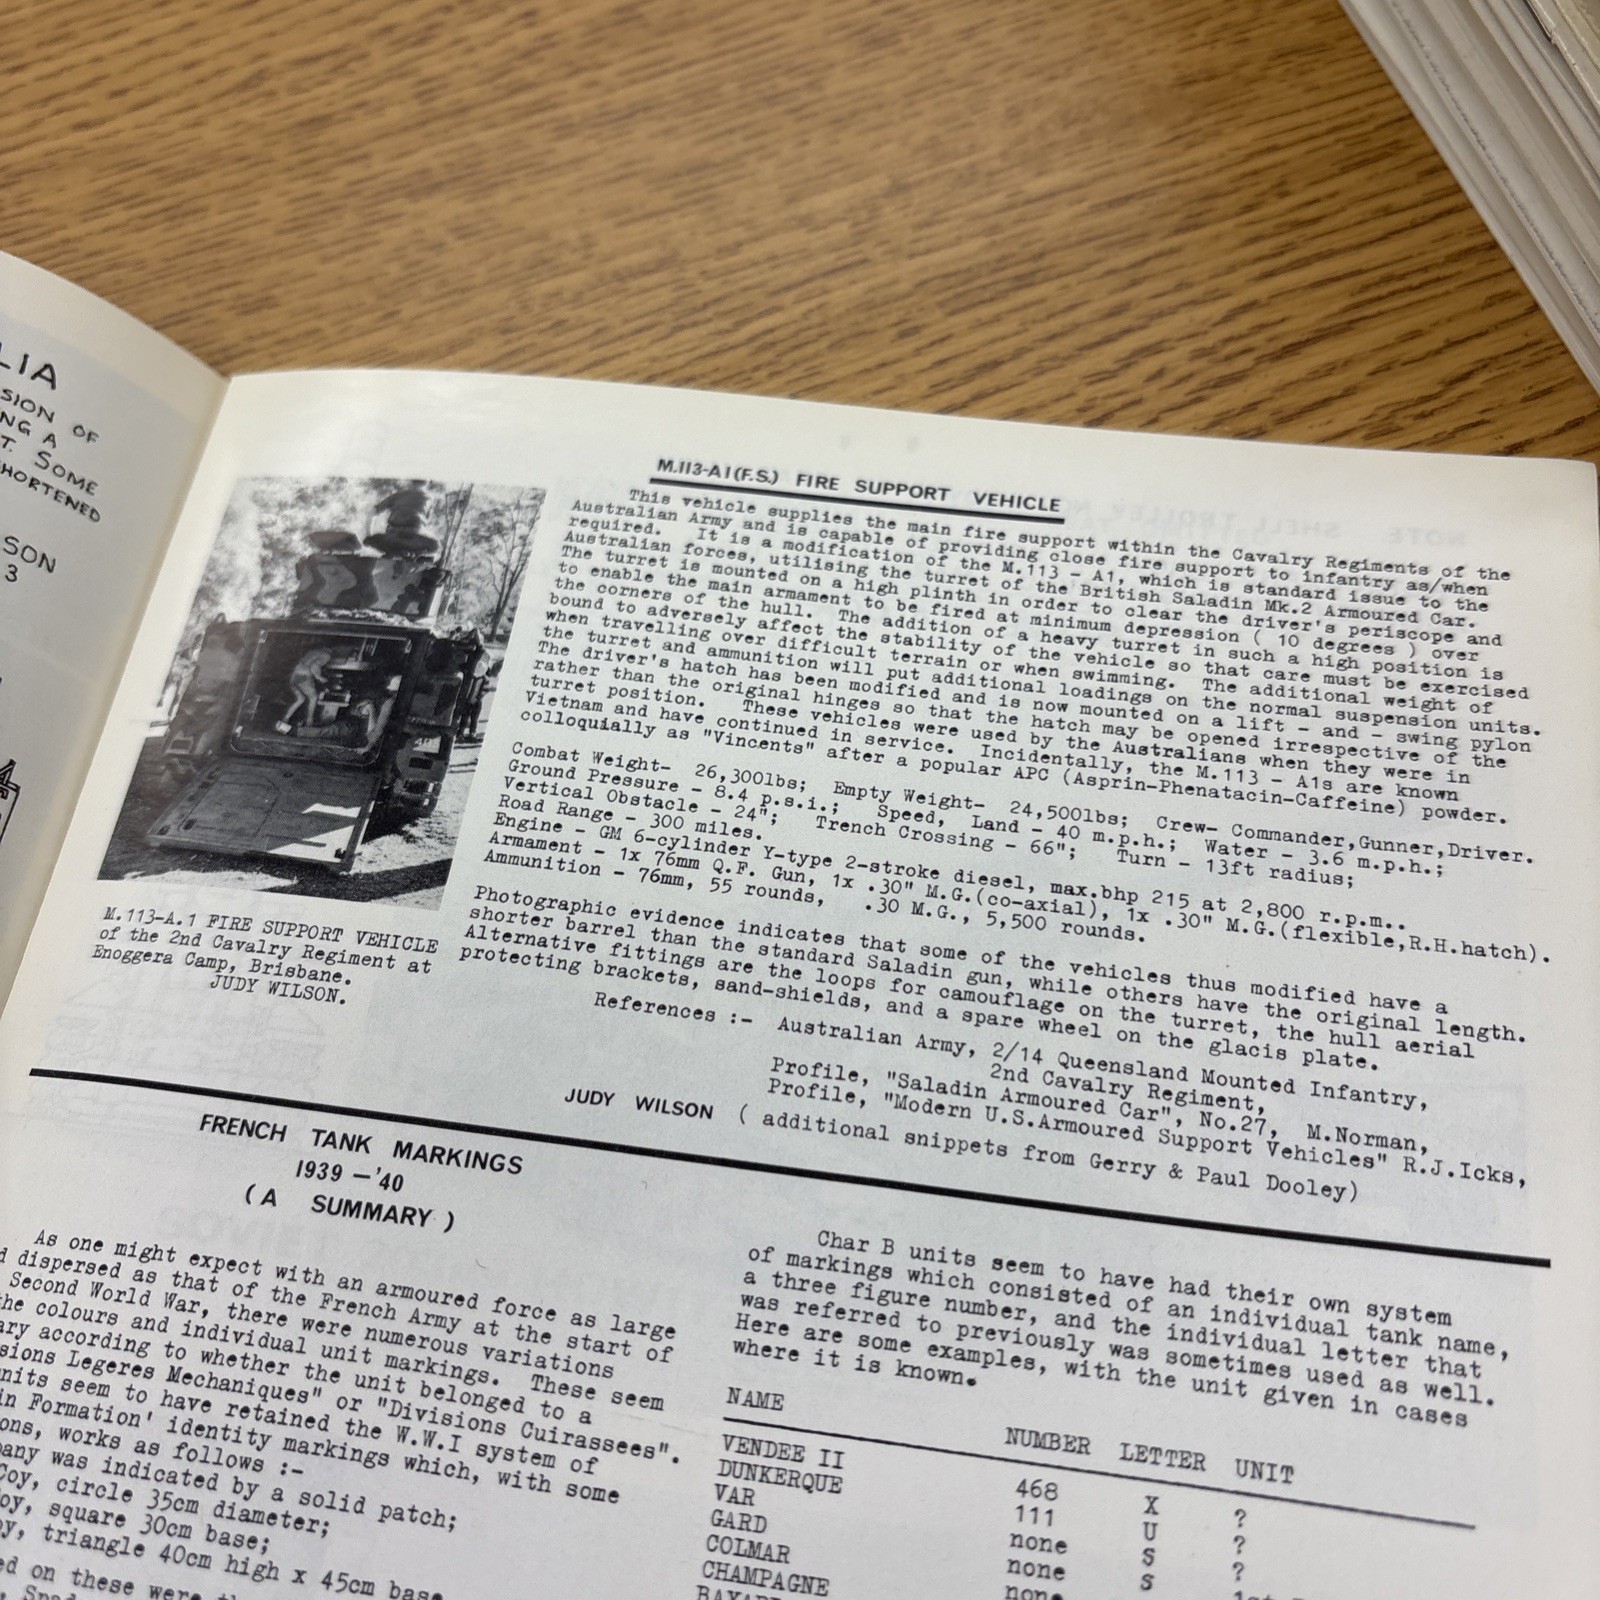 LIA
SION OF
NG A
T. SOME
HORTENED
SON
3
M.113-A1(F.S.) FIRE SUPPORT VEHICLE
This vehicle supplies the main fire support within the Cavalry Regiments of the
Australian Army and is capable of providing close fire support to infantry as/when
required. It is a modification of the M.113 - A1, which is standard issue to the
Australian forces, utilising the turret of the British Saladin Mk.2 Armoured Car.
The turret is mounted on a high plinth in order to clear the driver's periscope and
to enable the main armament to be fired at minimum depression ( 10 degrees ) over
the corners of the hull. The addition of a heavy turret in such a high position is
bound to adversely affect the stability of the vehicle so that care must be exercised
when travelling over difficult terrain or when swimming. The additional weight of
the turret and ammunition will put additional loadings on the normal suspension units.
The driver's hatch has been modified and is now mounted on a lift - and - swing pylon
rather than the original hinges so that the hatch may be opened irrespective of the
turret position. These vehicles were used by the Australians when they were in
Vietnam and have continued in service. Incidentally, the M.113 - A1s are known
colloquially as "Vincents" after a popular APC (Asprin-Phenatacin-Caffeine) powder.
Combat Weight- 26,300lbs; Empty Weight- 24,500lbs; Crew- Commander,Gunner,Driver.
Ground Pressure - 8.4 p.s.i.; Speed, Land - 40 m.p.h.; Water - 3.6 m.p.h.;
Vertical Obstacle - 24"; Trench Crossing - 66"; Turn - 13ft radius;
Road Range - 300 miles.
Engine - GM 6-cylinder Y-type 2-stroke diesel, max.bhp 215 at 2,800 r.p.m..
Armament - 1x 76mm Q.F. Gun, 1x .30" M.G.(co-axial), 1x .30" M.G.(flexible,R.H.hatch).
Ammunition - 76mm, 55 rounds, .30 M.G., 5,500 rounds.
Photographic evidence indicates that some of the vehicles thus modified have a
shorter barrel than the standard Saladin gun, while others have the original length.
Alternative fittings are the loops for camouflage on the turret, the hull aerial
protecting brackets, sand-shields, and a spare wheel on the glacis plate.
References :- Australian Army, 2/14 Queensland Mounted Infantry,
2nd Cavalry Regiment,
Profile, "Saladin Armoured Car", No.27, M.Norman,
Profile, "Modern U.S.Armoured Support Vehicles" R.J.Icks,
JUDY WILSON ( additional snippets from Gerry & Paul Dooley)
M.113-A.1 FIRE SUPPORT VEHICLE
of the 2nd Cavalry Regiment at
Enoggera Camp, Brisbane.
JUDY WILSON.
FRENCH TANK MARKINGS
1939 -'40
( A SUMMARY )
As one might expect with an armoured force as large
d dispersed as that of the French Army at the start of
Second World War, there were numerous variations
he colours and individual unit markings. These seem
ary according to whether the unit belonged to a
sions Legeres Mechaniques" or "Divisions Cuirassees".
nits seem to have retained the W.W.I system of
in Formation' identity markings which, with some
ons, works as follows :-
any was indicated by a solid patch;
Coy, circle 35cm diameter;
oy, square 30cm base;
y, triangle 40cm high x 45cm base
ed on these were
Char B units seem to have had their own system
of markings which consisted of an individual tank name,
a three figure number, and the individual letter that
was referred to previously was sometimes used as well.
Here are some examples, with the unit given in cases
where it is known.
NAME NUMBER LETTER UNIT
VENDEE II 468 X ?
DUNKERQUE 111 U ?
VAR none S ?
GARD none S
COLMAR none
CHAMPAGNE